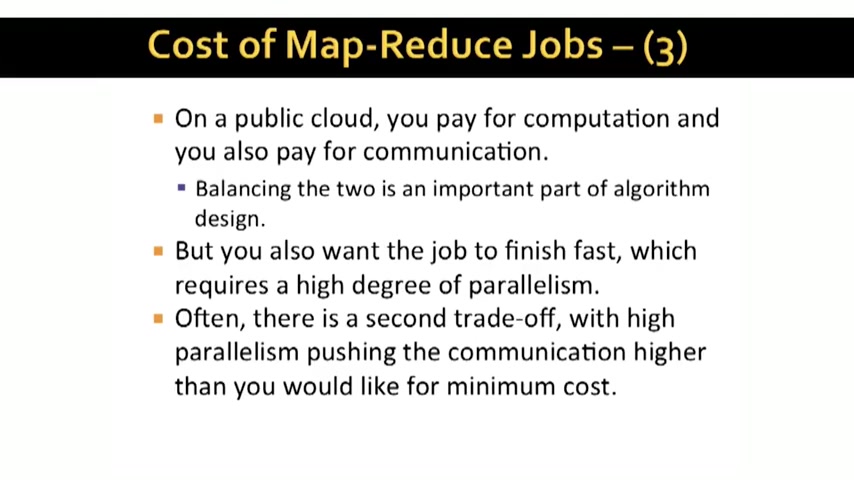 Cost of Map-Reduce Jobs – (3)
On a public cloud, you pay for computation and
you also pay for communication.
Balancing the two is an important part of algorithm
design.
But you also want the job to finish fast, which
requires a high degree of parallelism.
Often, there is a second trade-off, with high
parallelism pushing the communication higher
than you would like for minimum cost.